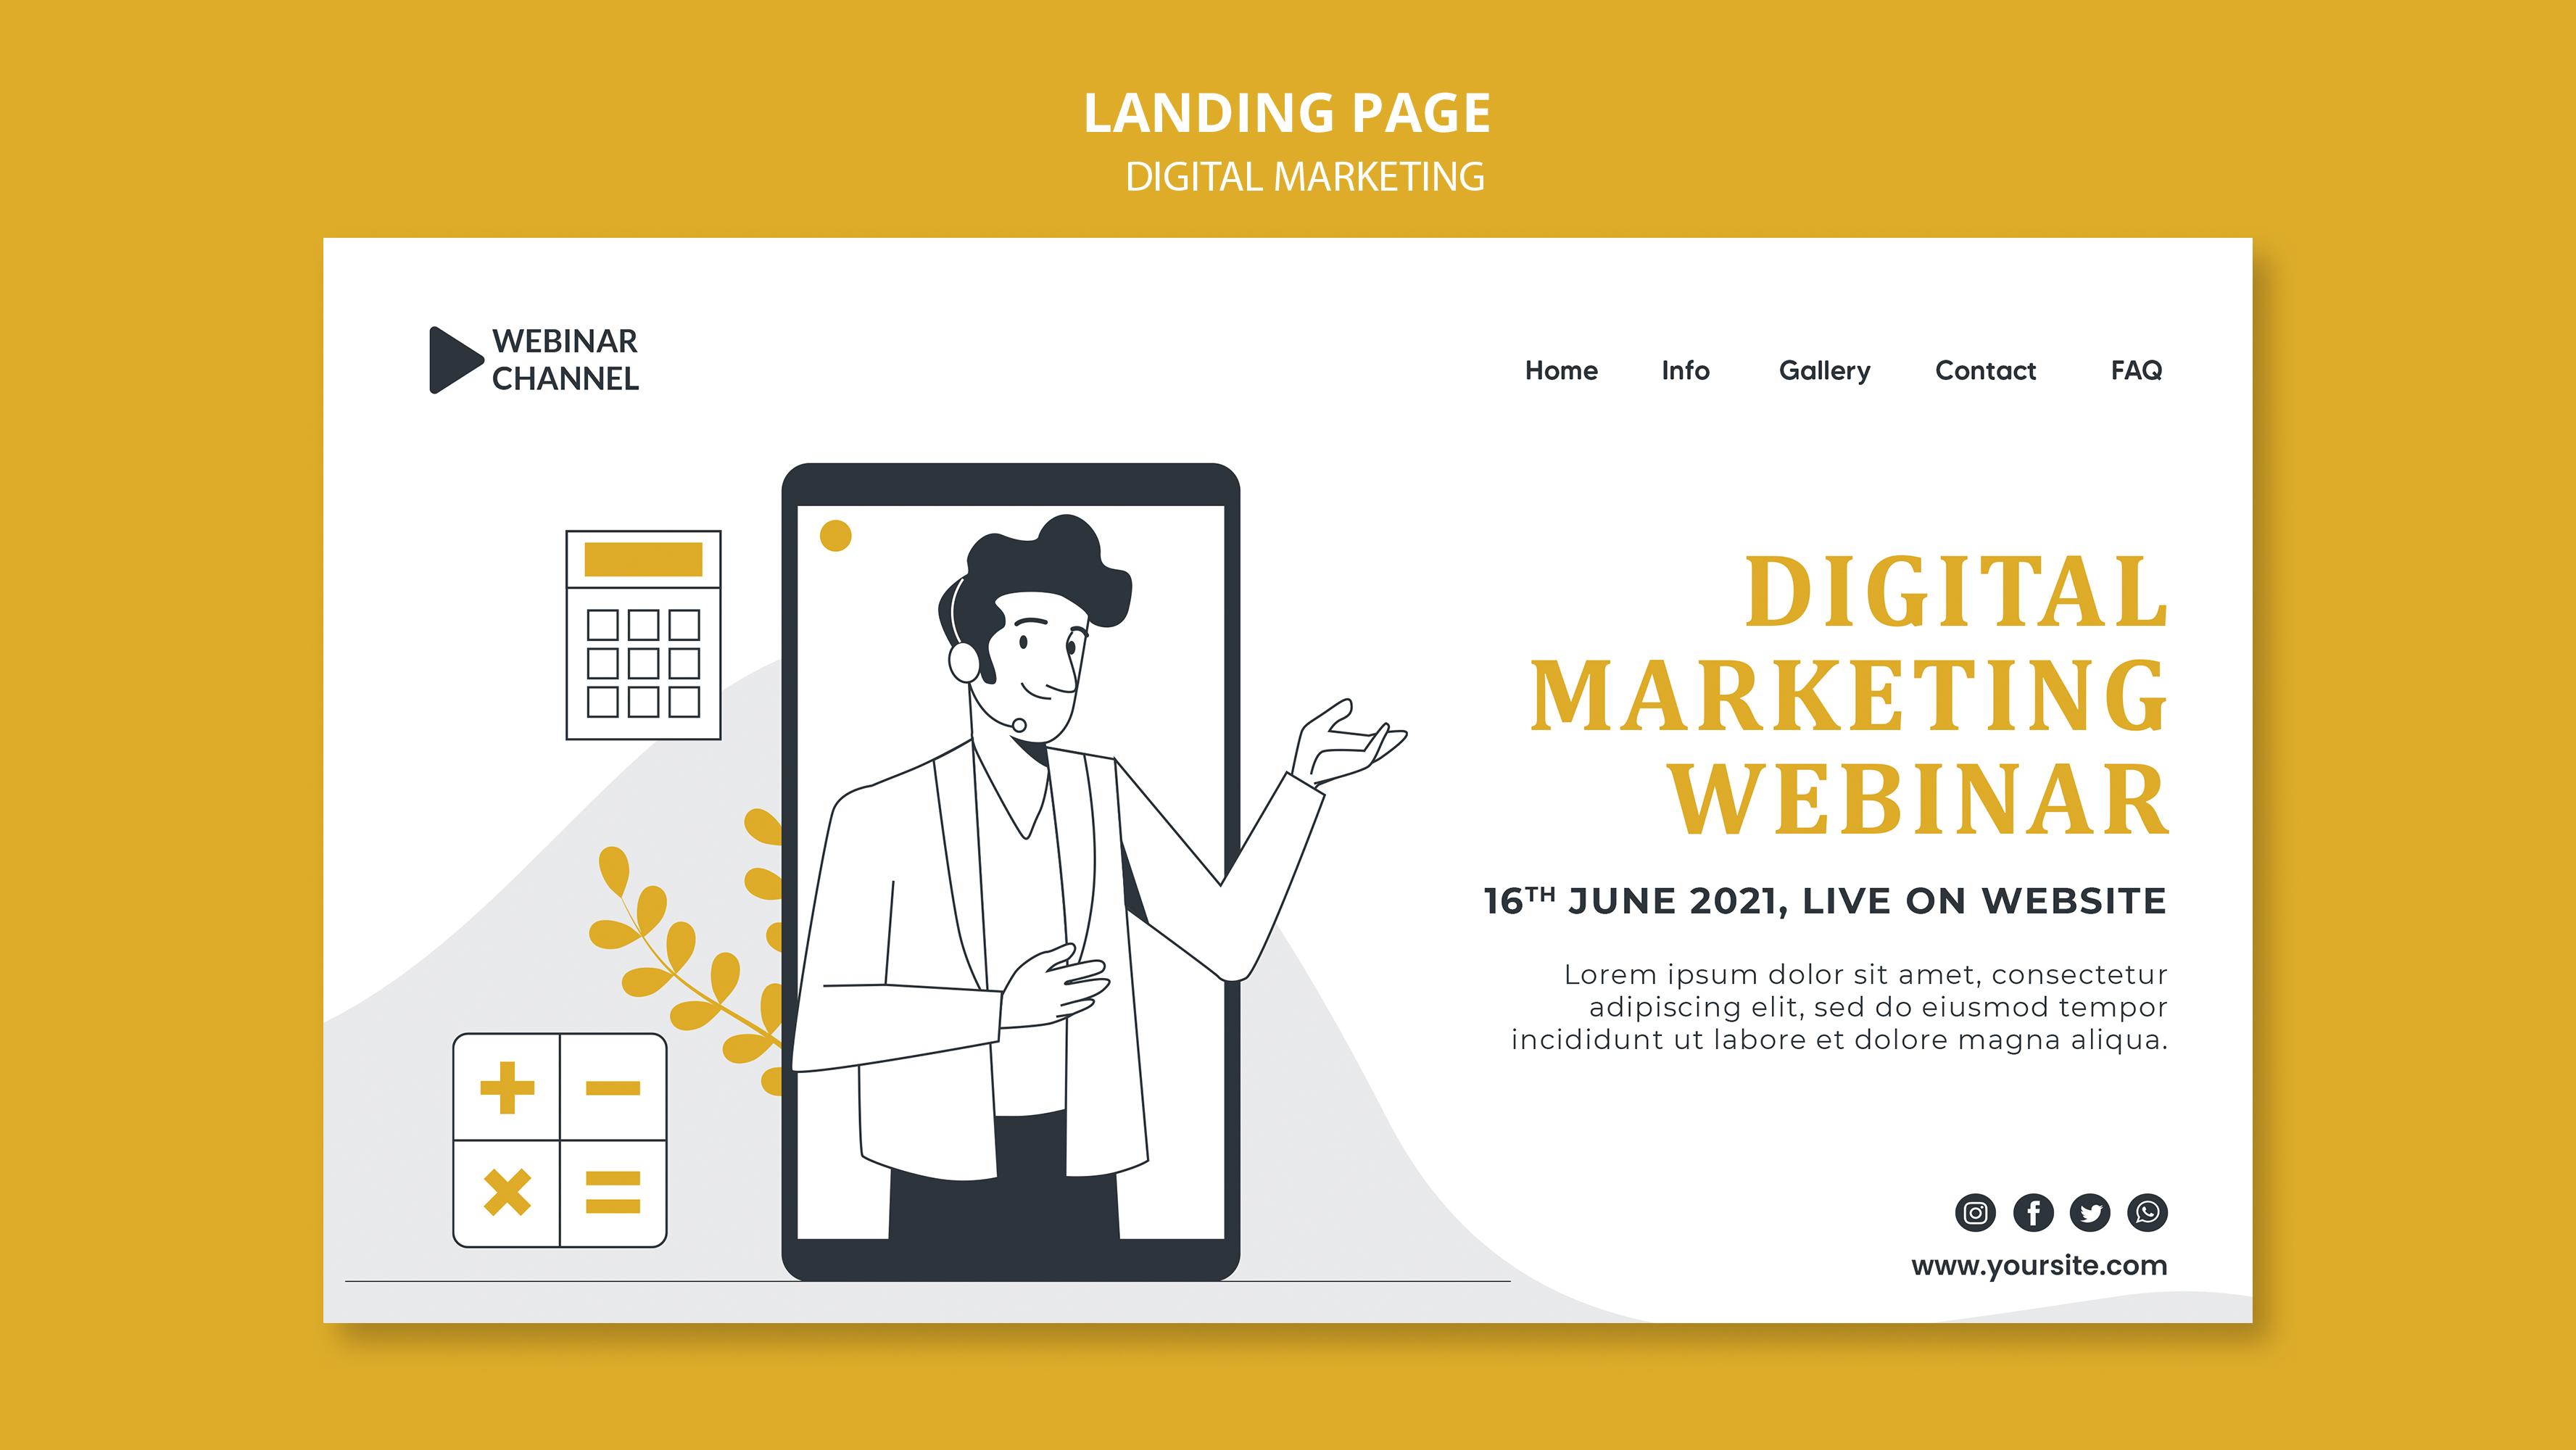 LANDING PAGE
DIGITAL MARKETING
WEBINAR
CHANNEL
Home Info Gallery Contact FAQ
DIGITAL
MARKETING
WEBINAR
16TH JUNE 2021, LIVE ON WEBSITE
Lorem ipsum dolor sit amet, consectetur
adipiscing elit, sed do eiusmod tempor
incididunt ut labore et dolore magna aliqua.
www.yoursite.com